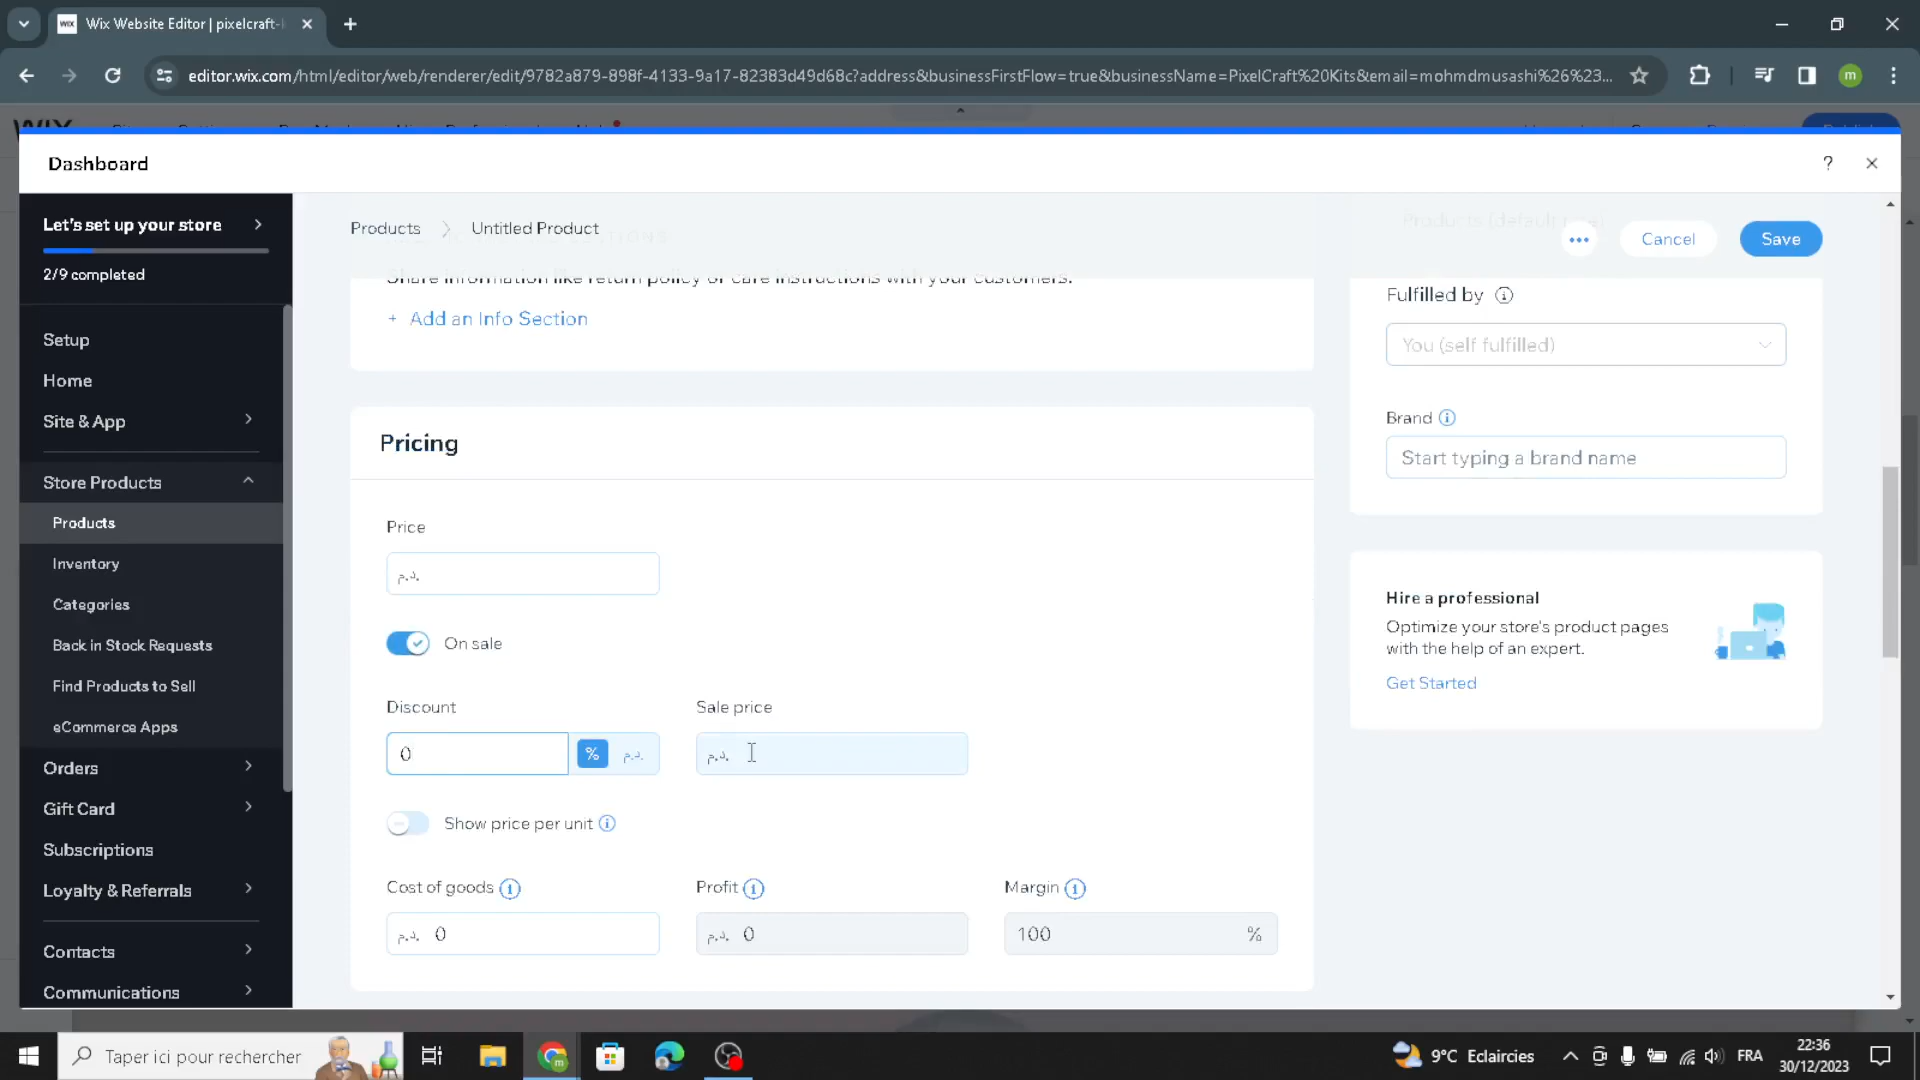 Wix Website Editor | pixelcraft-
editor.wix.com/html/editor/web/renderer/edit/9782a879-898f-4133-9a17-82383d49d68c?address&businessFirstFlow=true&businessName=PixelCraft%20Kits&email=mohmdmusashi%26%23...
m
Dashboard
?
Let's set up your store
2/9 completed
Setup
Home
Site & App
Store Products
Products
Inventory
Categories
Back in Stock Requests
Find Products to Sell
eCommerce Apps
Orders
Gift Card
Subscriptions
Loyalty & Referrals
Contacts
Communications
Products > Untitled Product
Cancel
Save
Share information like return policy or care instructions with your customers.
+ Add an Info Section
Pricing
Price
د.م.
On sale
Discount
Sale price
0
%
د.م.
د.م.
Show price per unit
Cost of goods
Profit
Margin
د.م. 0
د.م. 0
100 %
Products (default
Fulfilled by
You (self fulfilled)
Brand
Start typing a brand name
Hire a professional
Optimize your store's product pages
with the help of an expert.
Get Started
Taper ici pour rechercher
9°C Eclaircies
FRA
22:36
30/12/2023